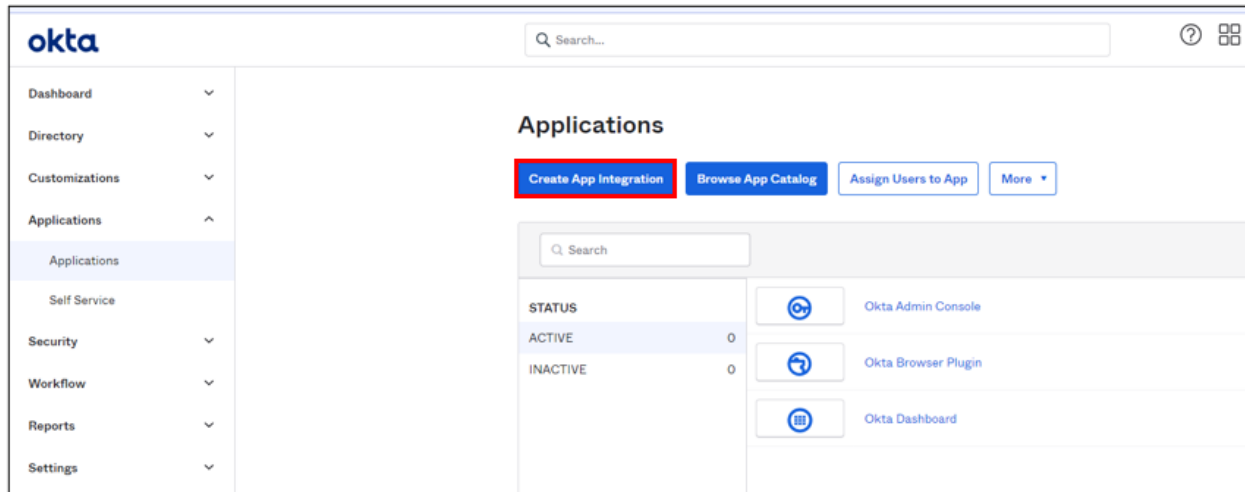 okta
Search...
Dashboard
Directory
Customizations
Applications
Applications
Self Service
Security
Workflow
Reports
Settings
Applications
Create App Integration Browse App Catalog Assign Users to App More
Search
STATUS
ACTIVE 0
INACTIVE 0
Okta Admin Console
Okta Browser Plugin
Okta Dashboard